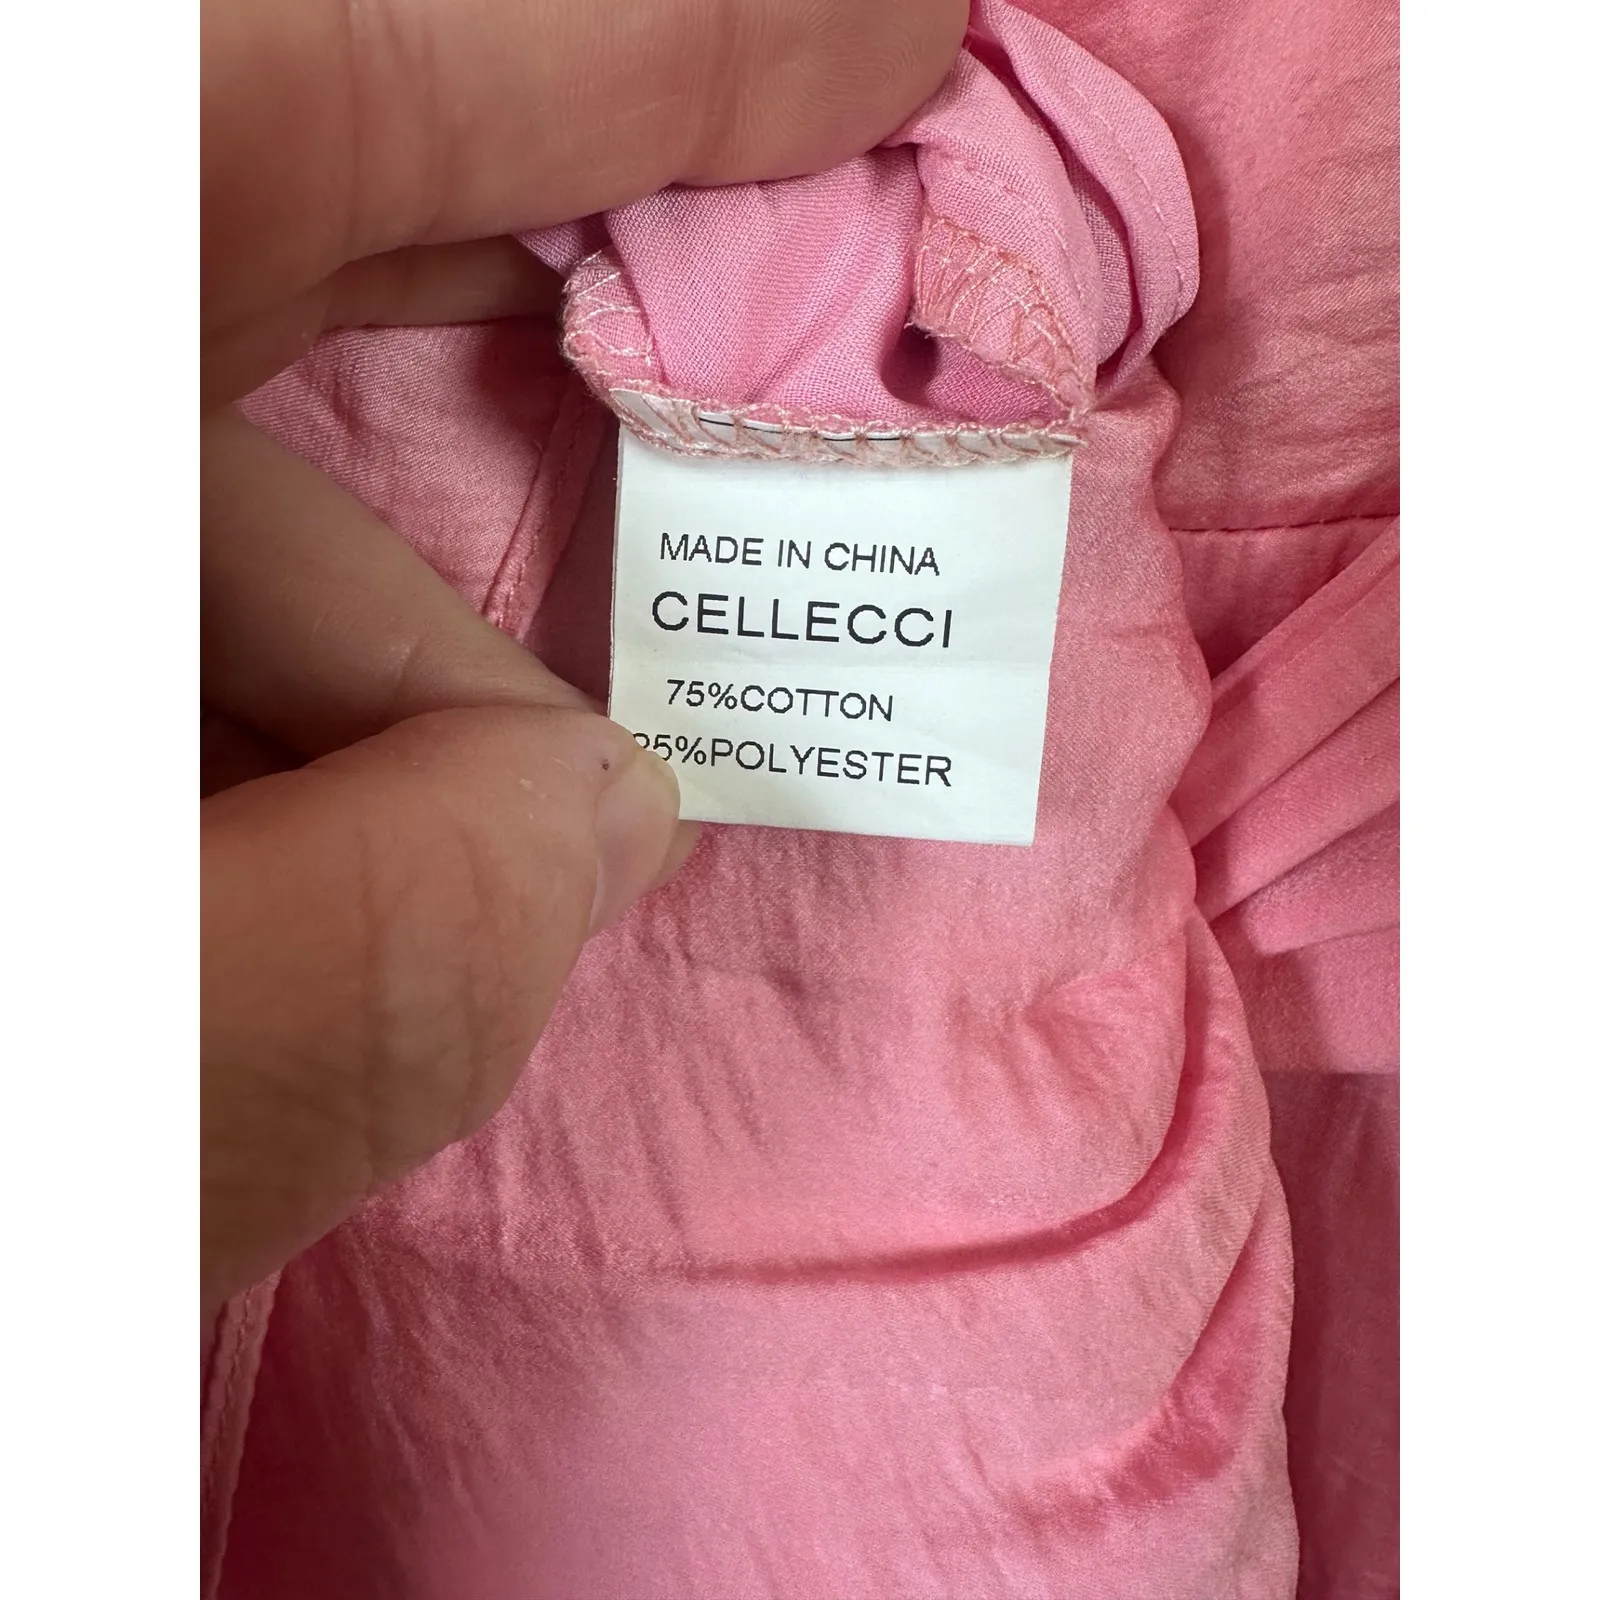 MADE IN CHINA
CELLECCI
75%COTTON
25%POLYESTER